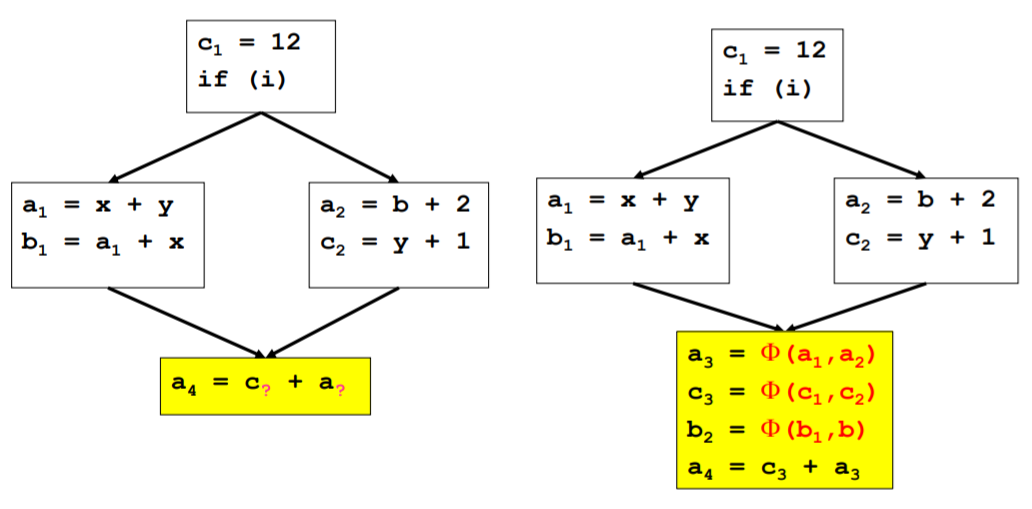 c₁ = 12
if (i)
a₁ = x + y
b₁ = a₁ + x
a₂ = b + 2
c₂ = y + 1
a₄ = c? + a?
c₁ = 12
if (i)
a₁ = x + y
b₁ = a₁ + x
a₂ = b + 2
c₂ = y + 1
a₃ = Φ(a₁,a₂)
c₃ = Φ(c₁,c₂)
b₂ = Φ(b₁,b)
a₄ = c₃ + a₃